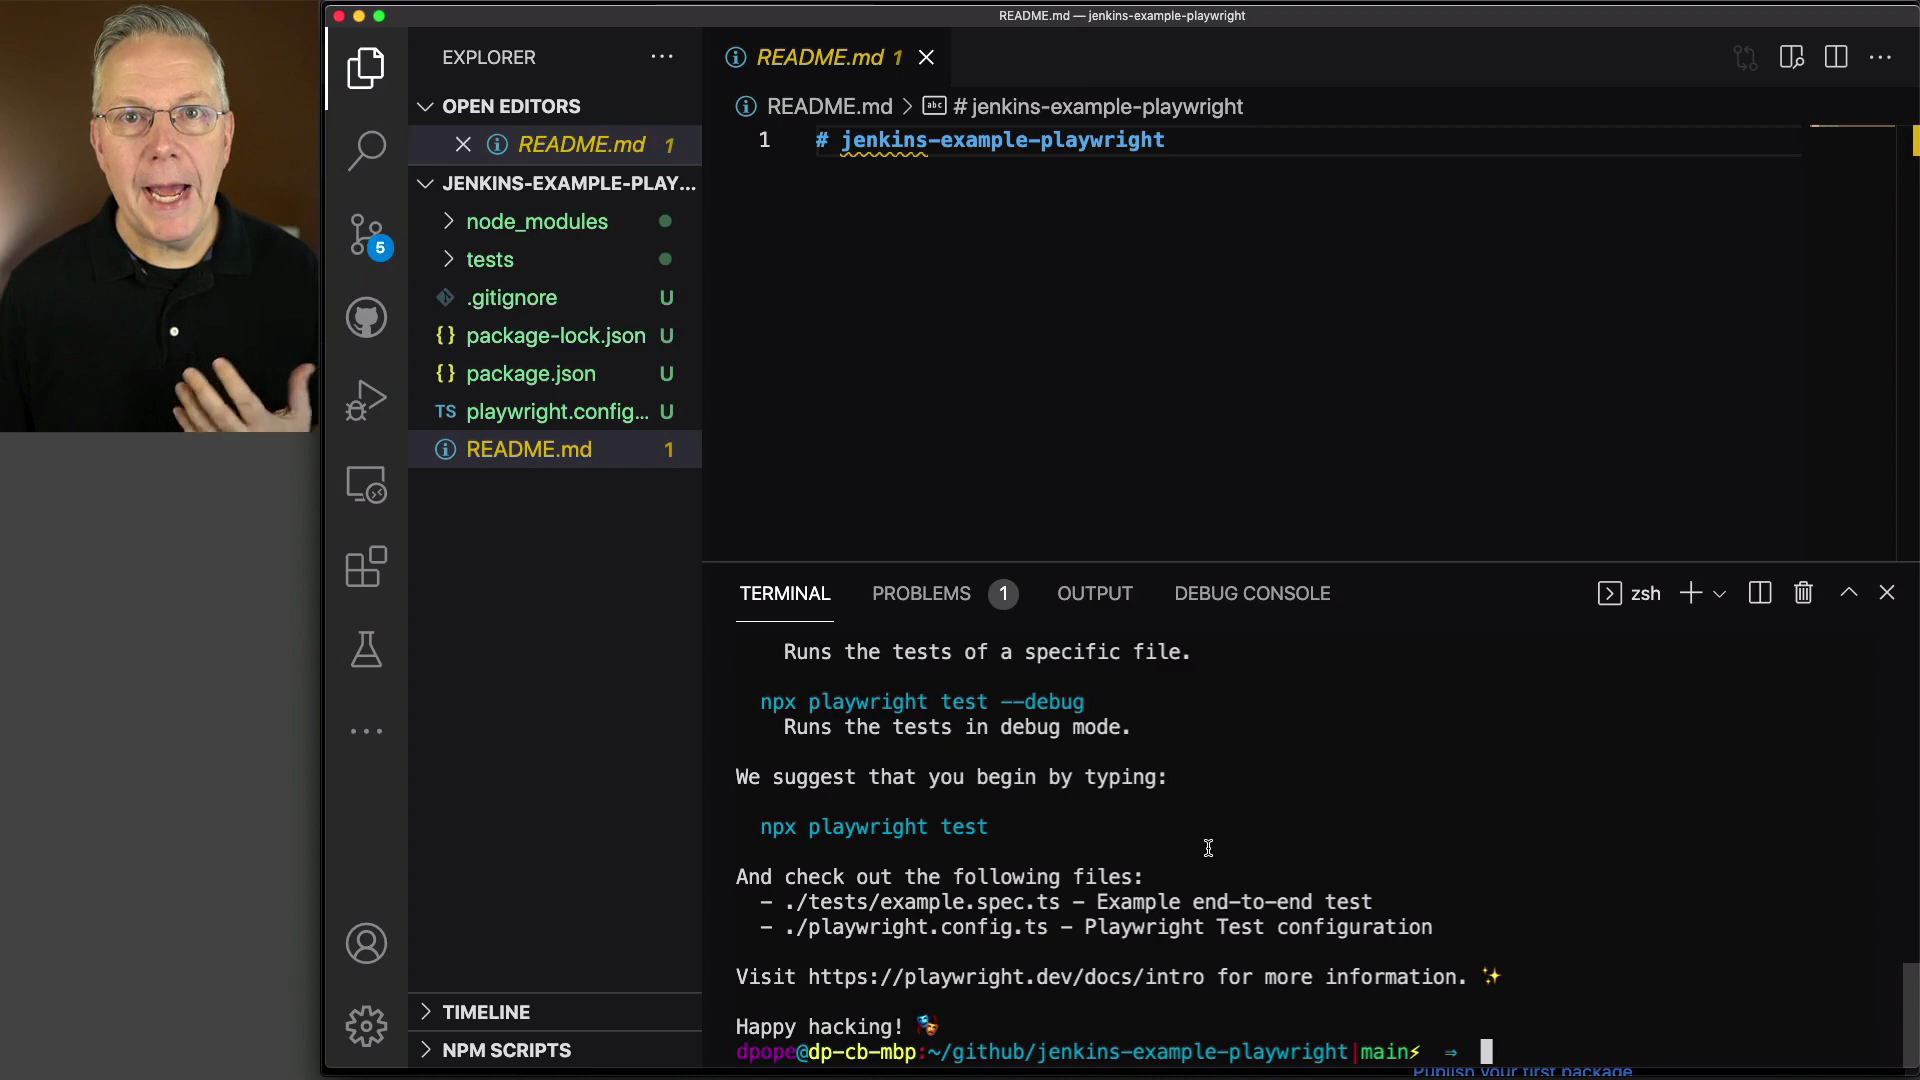 README.md — jenkins-example-playwright
EXPLORER
README.md 1
OPEN EDITORS
README.md > # jenkins-example-playwright
README.md 1
1 # jenkins-example-playwright
JENKINS-EXAMPLE-PLAY...
node_modules
tests
.gitignore U
package-lock.json U
package.json U
TS playwright.config... U
README.md 1
5
TERMINAL PROBLEMS 1 OUTPUT DEBUG CONSOLE zsh
Runs the tests of a specific file.
npx playwright test --debug
Runs the tests in debug mode.
We suggest that you begin by typing:
npx playwright test
And check out the following files:
- ./tests/example.spec.ts - Example end-to-end test
- ./playwright.config.ts - Playwright Test configuration
Visit https://playwright.dev/docs/intro for more information. ✨
Happy hacking! 🎭
dpope@dp-cb-mbp:~/github/jenkins-example-playwright|main⚡ ⇒
Publish your first package
TIMELINE
NPM SCRIPTS